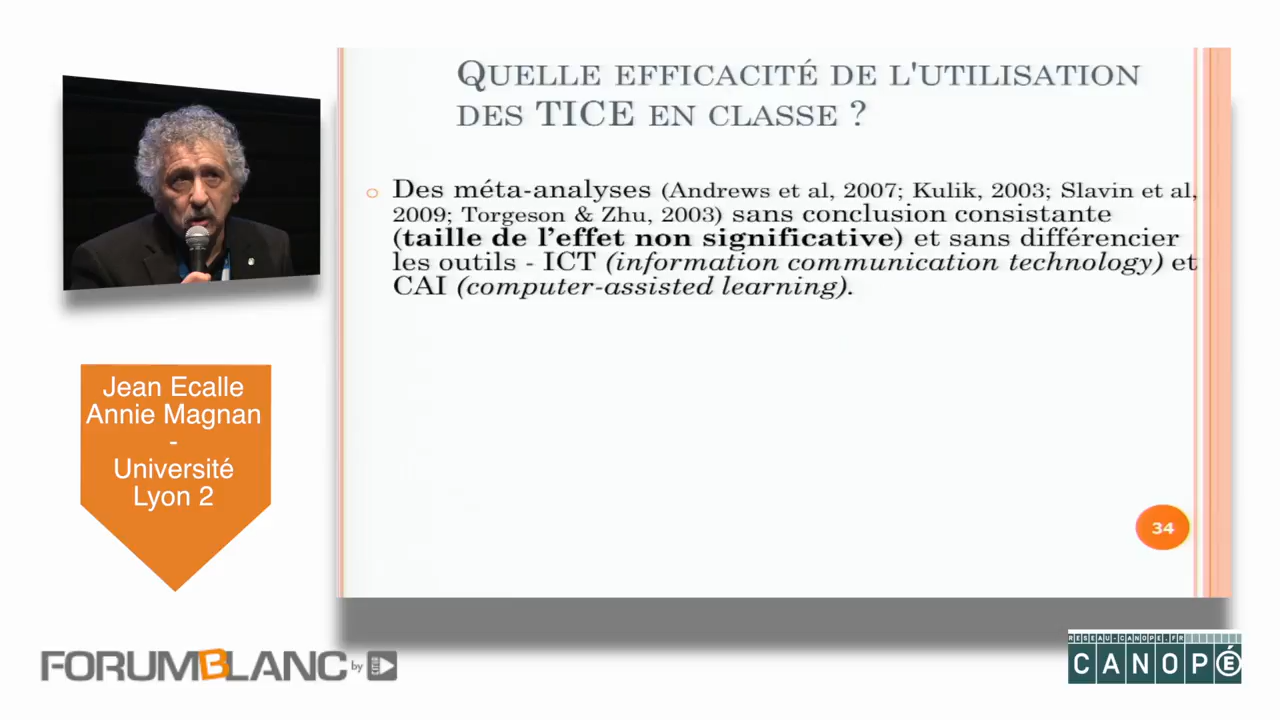 QUELLE EFFICACITÉ DE L'UTILISATION
DES TICE EN CLASSE ?
Des méta-analyses (Andrews et al, 2007; Kulik, 2003; Slavin et al,
2009; Torgeson & Zhu, 2003) sans conclusion consistante
(taille de l'effet non significative) et sans différencier
les outils - ICT (information communication technology) et
CAI (computer-assisted learning).
34
Jean Ecalle
Annie Magnan
-
Université
Lyon 2
FORUMBLANC by
RESEAU-CANOPE.FR
CANOPÉ